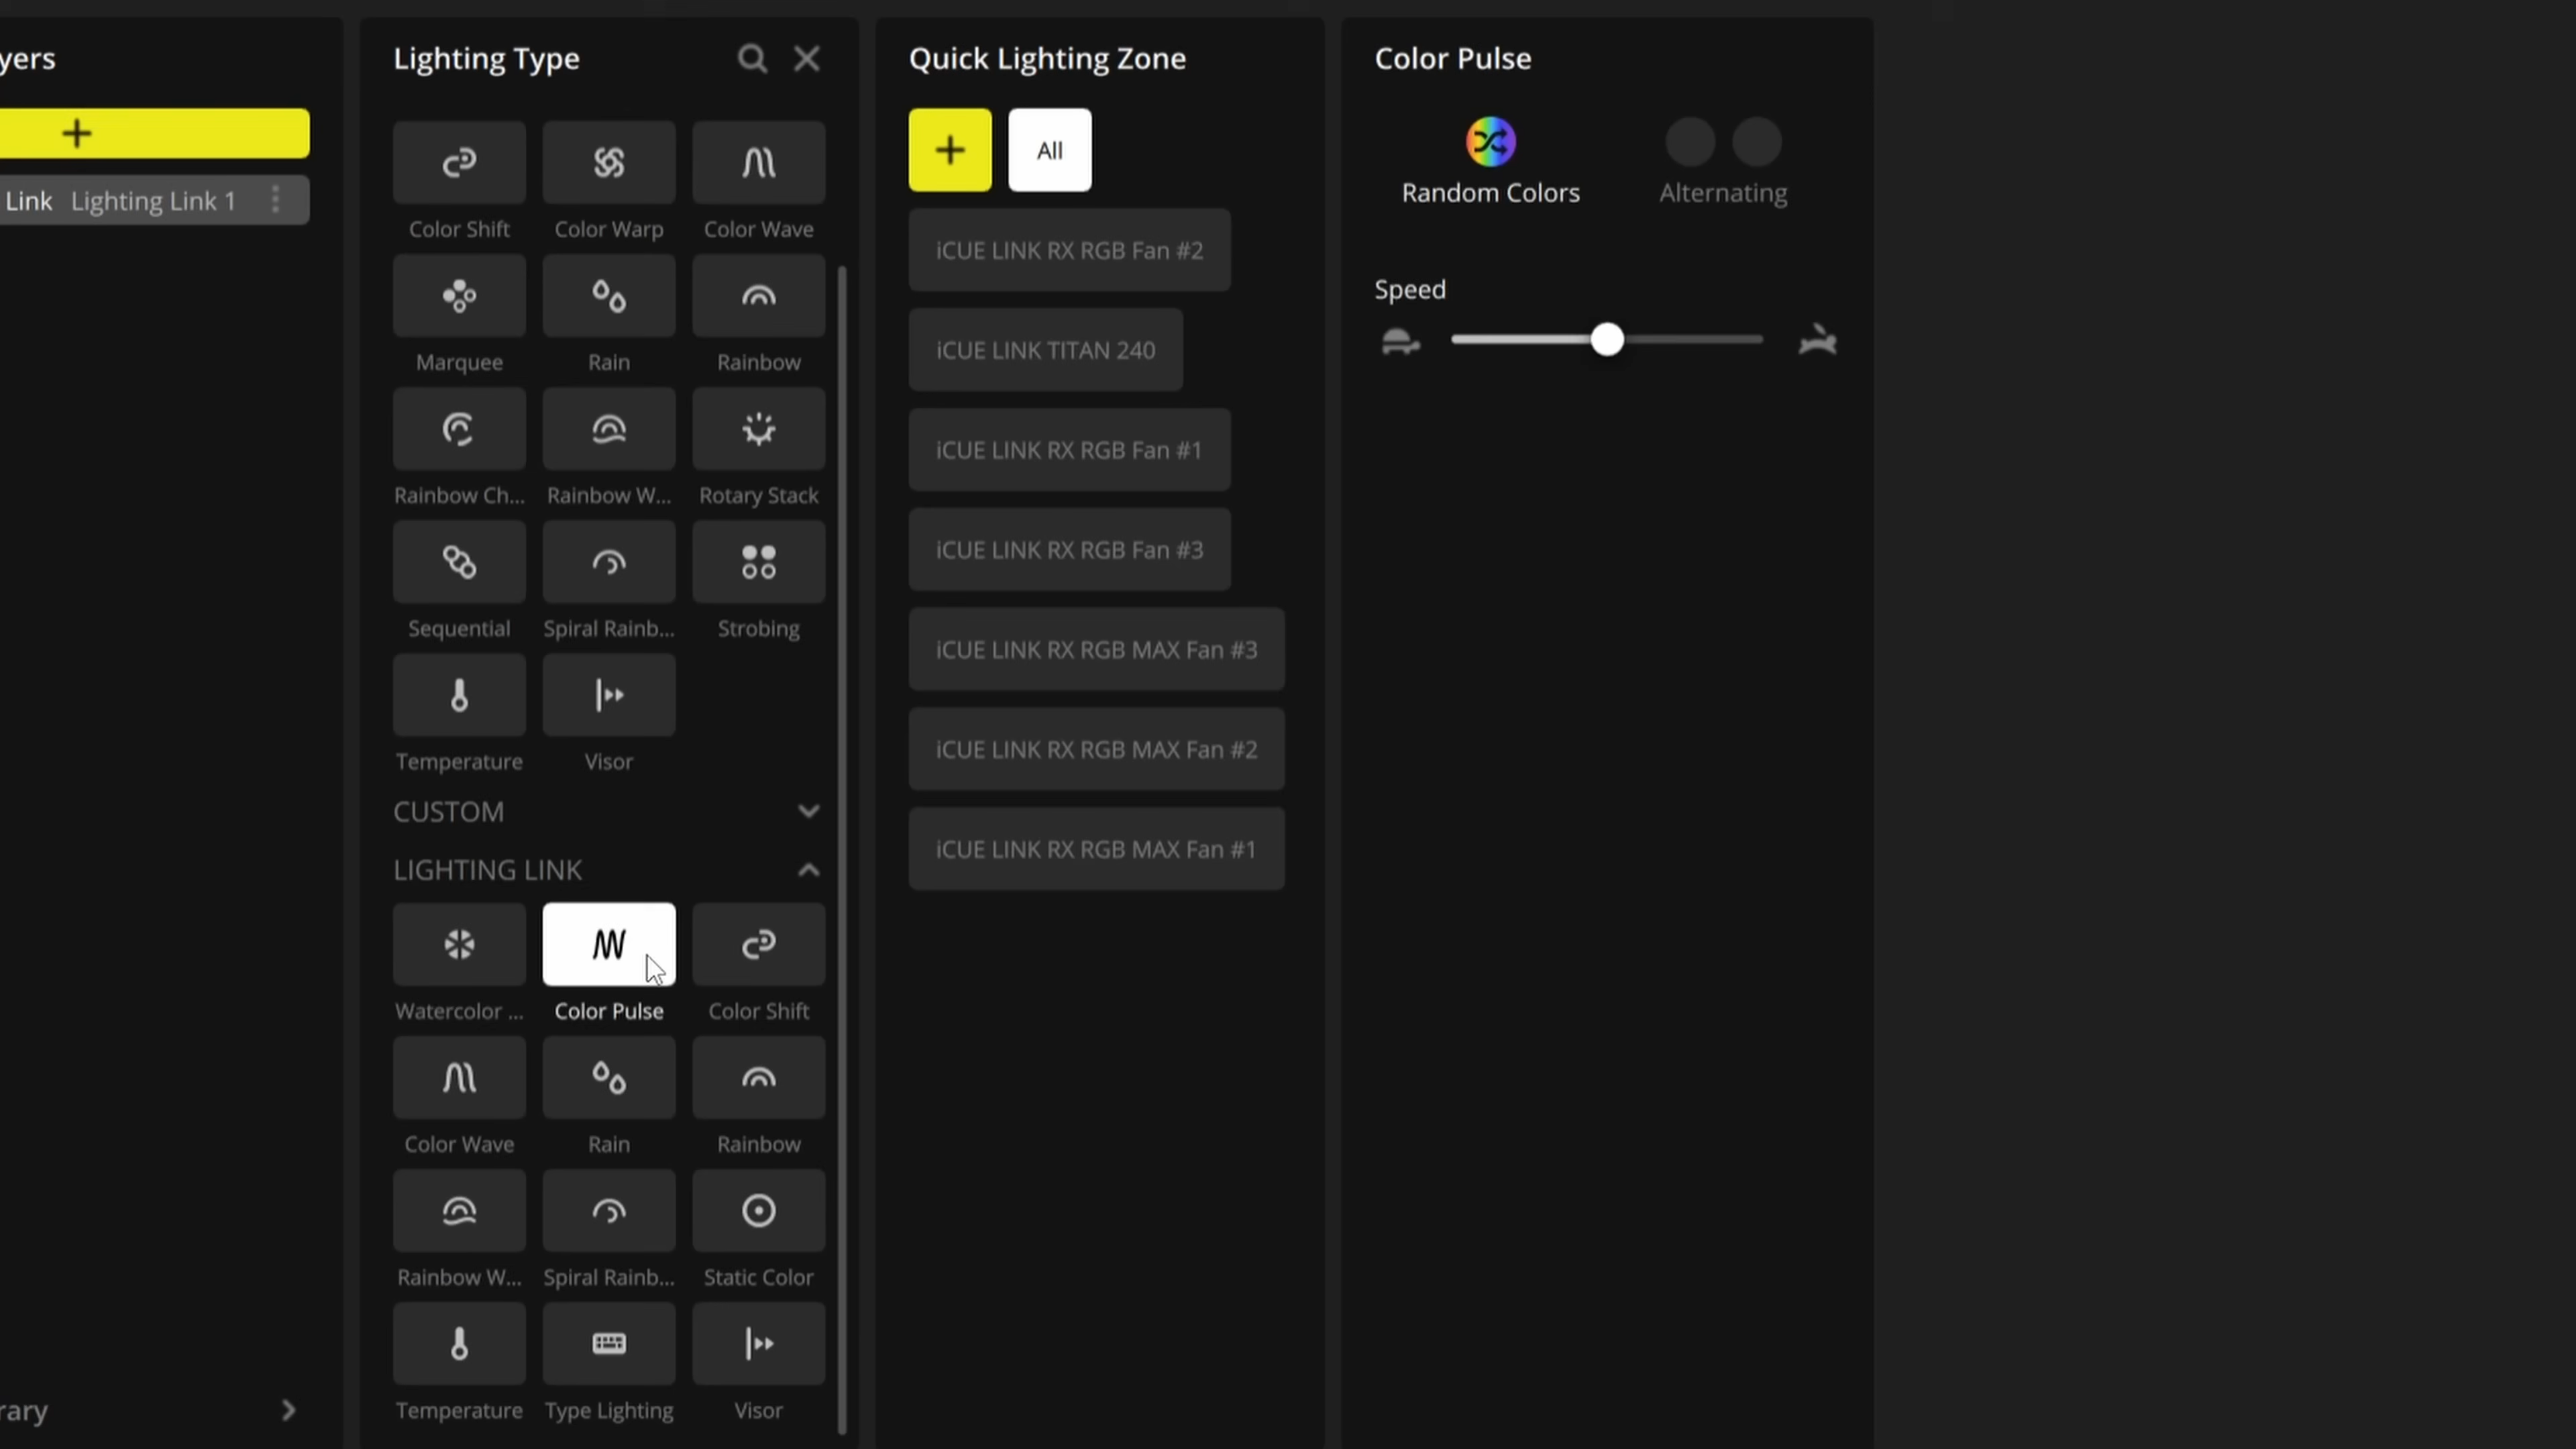 yers
Link Lighting Link 1
rary
Lighting Type
Color Shift
Color Warp
Color Wave
Marquee
Rain
Rainbow
Rainbow Ch...
Rainbow W...
Rotary Stack
Sequential
Spiral Rainb...
Strobing
Temperature
Visor
CUSTOM
LIGHTING LINK
Watercolor ...
Color Pulse
Color Shift
Color Wave
Rain
Rainbow
Rainbow W...
Spiral Rainb...
Static Color
Temperature
Type Lighting
Visor
Quick Lighting Zone
All
iCUE LINK RX RGB Fan #2
iCUE LINK TITAN 240
iCUE LINK RX RGB Fan #1
iCUE LINK RX RGB Fan #3
iCUE LINK RX RGB MAX Fan #3
iCUE LINK RX RGB MAX Fan #2
iCUE LINK RX RGB MAX Fan #1
Color Pulse
Random Colors
Alternating
Speed